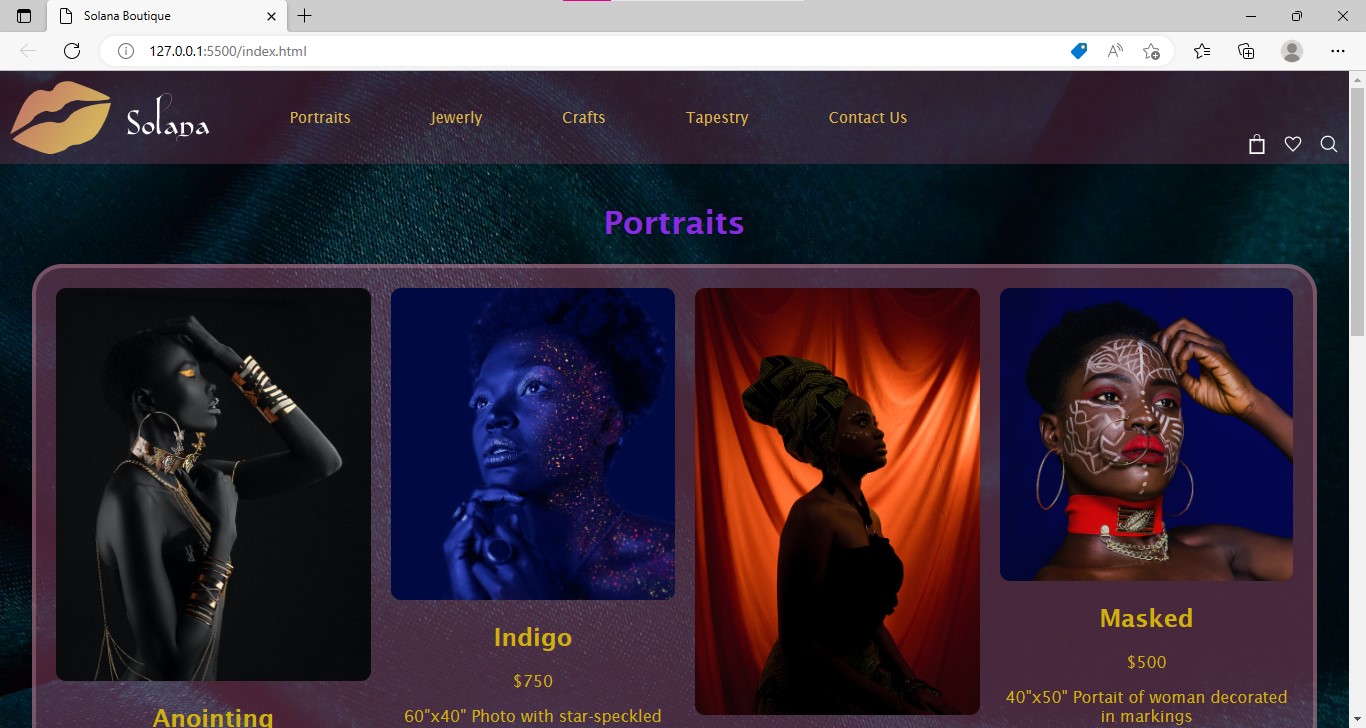 Solana Boutique
127.0.0.1:5500/index.html
Solana
Portraits
Jewerly
Crafts
Tapestry
Contact Us
Portraits
Anointing
Indigo
$750
60"x40" Photo with star-speckled
Masked
$500
40"x50" Portait of woman decorated
in markings